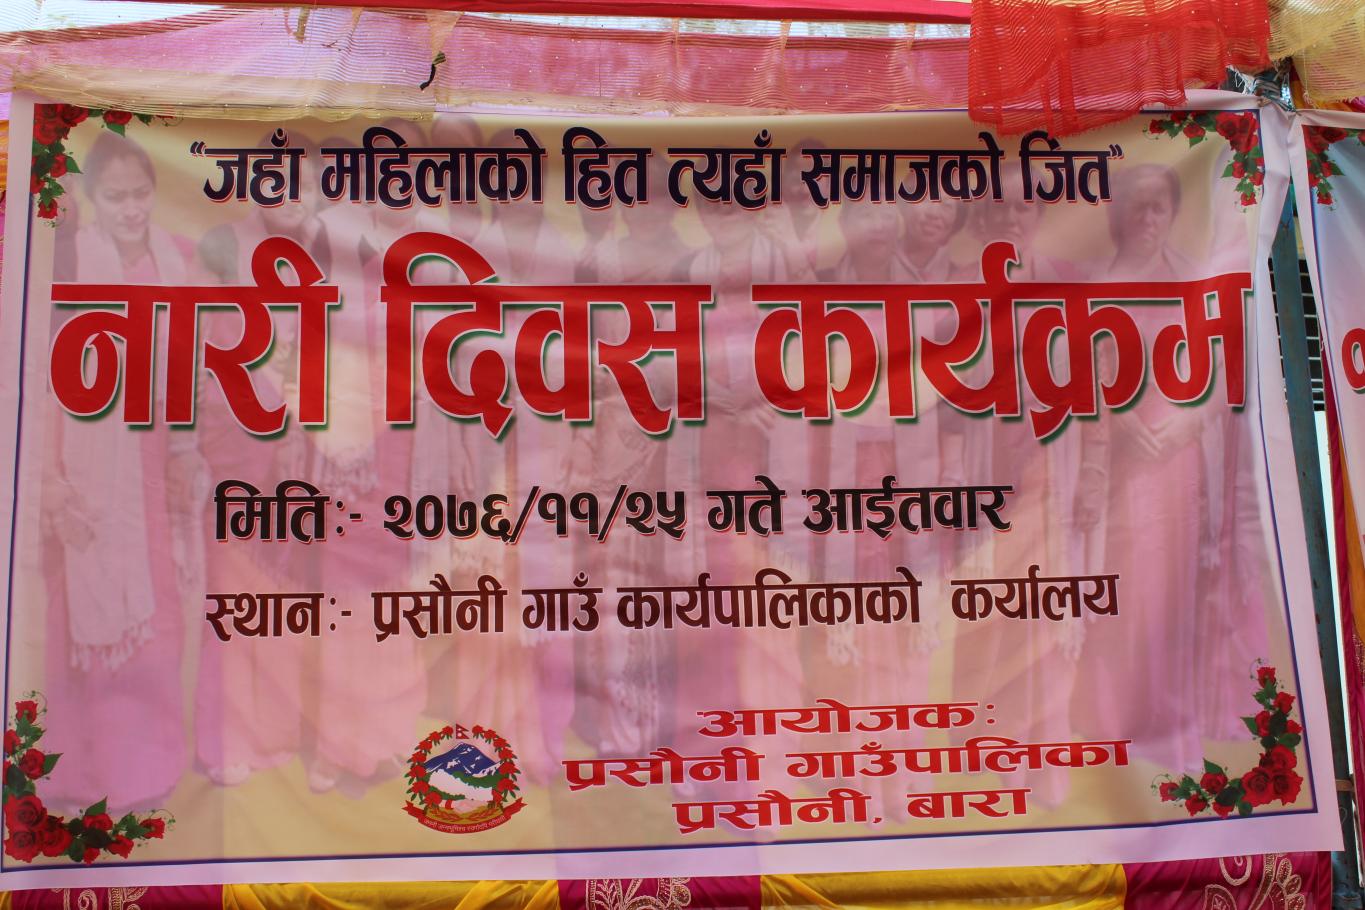 “जहाँ महिलाको हित त्यहाँ समाजको जित”
नारी दिवस कार्यक्रम
मिति:- २०७६/११/२५ गते आईतवार
स्थान:- प्रसौनी गाउँ कार्यपालिकाको कर्यालय
आयोजक:
प्रसौनी गाउँपालिका
प्रसौनी, बारा